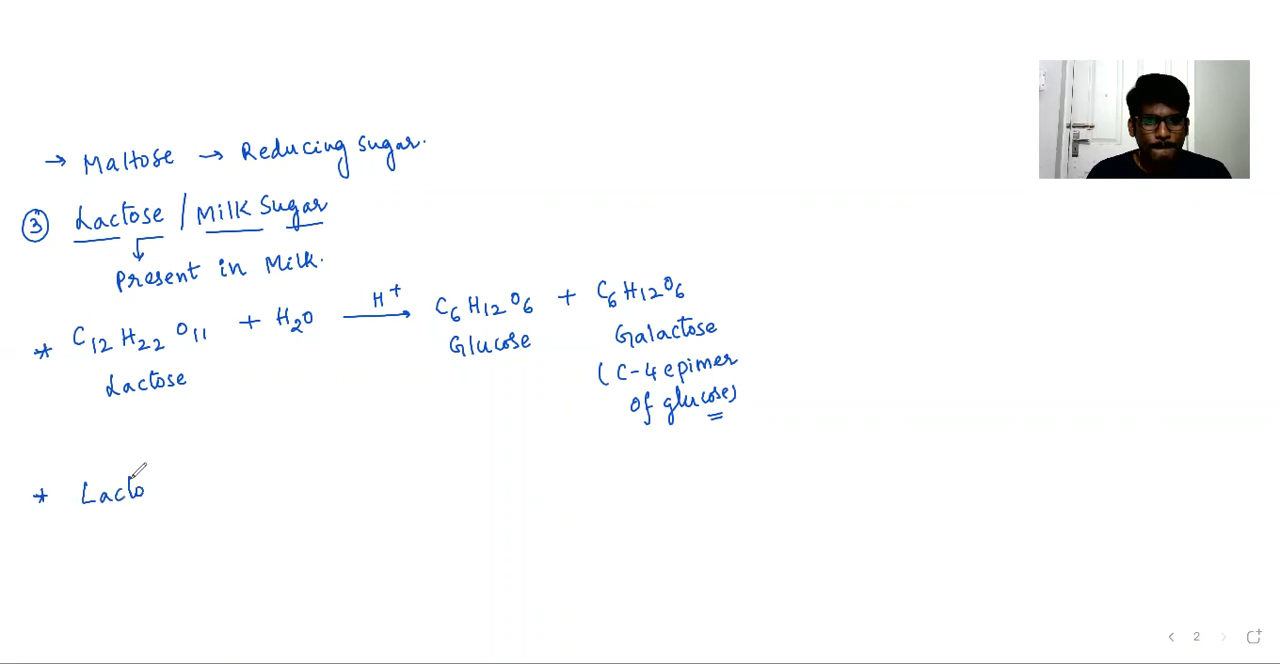 → Maltose → Reducing sugar.
③ Lactose / Milk Sugar
Present in Milk.
* C12H22O11 + H2O H+ → C6H12O6 + C6H12O6
Lactose Glucose Galactose
(C-4 epimer
of glucose)
* Lacto
2